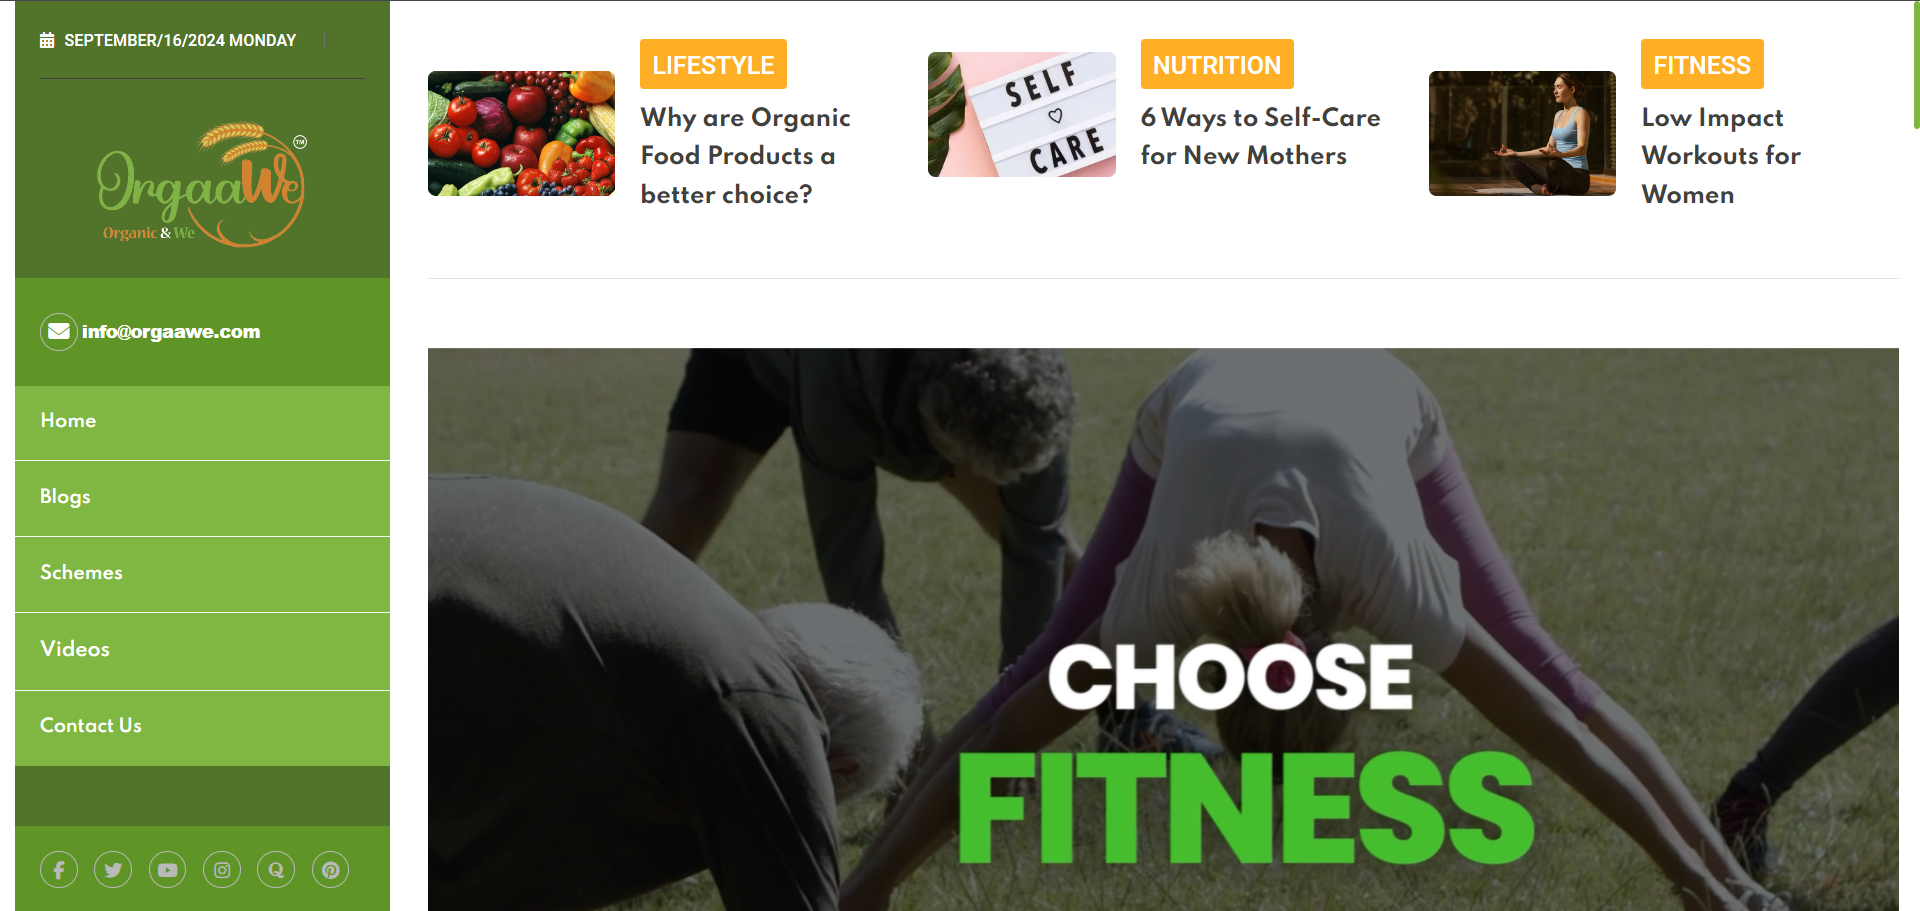 SEPTEMBER/16/2024 MONDAY
OrgaaWe
TM
Organic & We
info@orgaawe.com
Home
Blogs
Schemes
Videos
Contact Us
LIFESTYLE
Why are Organic
Food Products a
better choice?
SELF
CARE
NUTRITION
6 Ways to Self-Care
for New Mothers
FITNESS
Low Impact
Workouts for
Women
CHOOSE
FITNESS